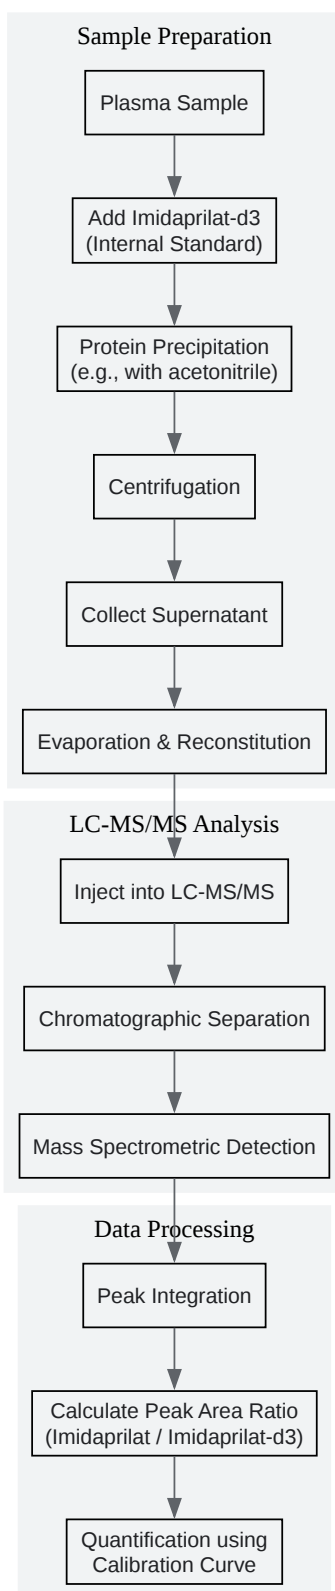 Sample Preparation
Plasma Sample
Add Imidaprilat-d3
(Internal Standard)
Protein Precipitation
(e.g., with acetonitrile)
Centrifugation
Collect Supernatant
Evaporation & Reconstitution
LC-MS/MS Analysis
Inject into LC-MS/MS
Chromatographic Separation
Mass Spectrometric Detection
Data Processing
Peak Integration
Calculate Peak Area Ratio
(Imidaprilat / Imidaprilat-d3)
Quantification using
Calibration Curve